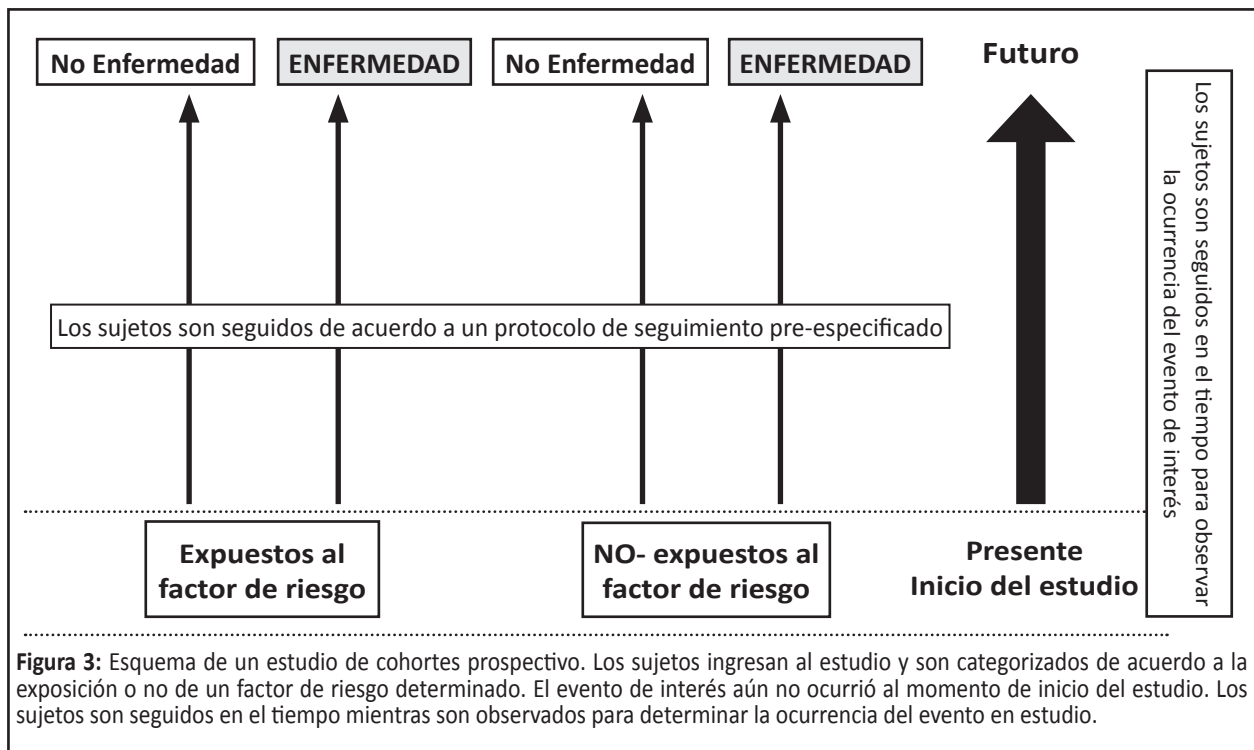 No Enfermedad
ENFERMEDAD
No Enfermedad
ENFERMEDAD
Futuro
Los sujetos son seguidos en el tiempo para observar
la ocurrencia del evento de interés
Los sujetos son seguidos de acuerdo a un protocolo de seguimiento pre-especificado
Expuestos al
factor de riesgo
NO- expuestos al
factor de riesgo
Presente
Inicio del estudio
Figura 3: Esquema de un estudio de cohortes prospectivo. Los sujetos ingresan al estudio y son categorizados de acuerdo a la
exposición o no de un factor de riesgo determinado. El evento de interés aún no ocurrió al momento de inicio del estudio. Los
sujetos son seguidos en el tiempo mientras son observados para determinar la ocurrencia del evento en estudio.